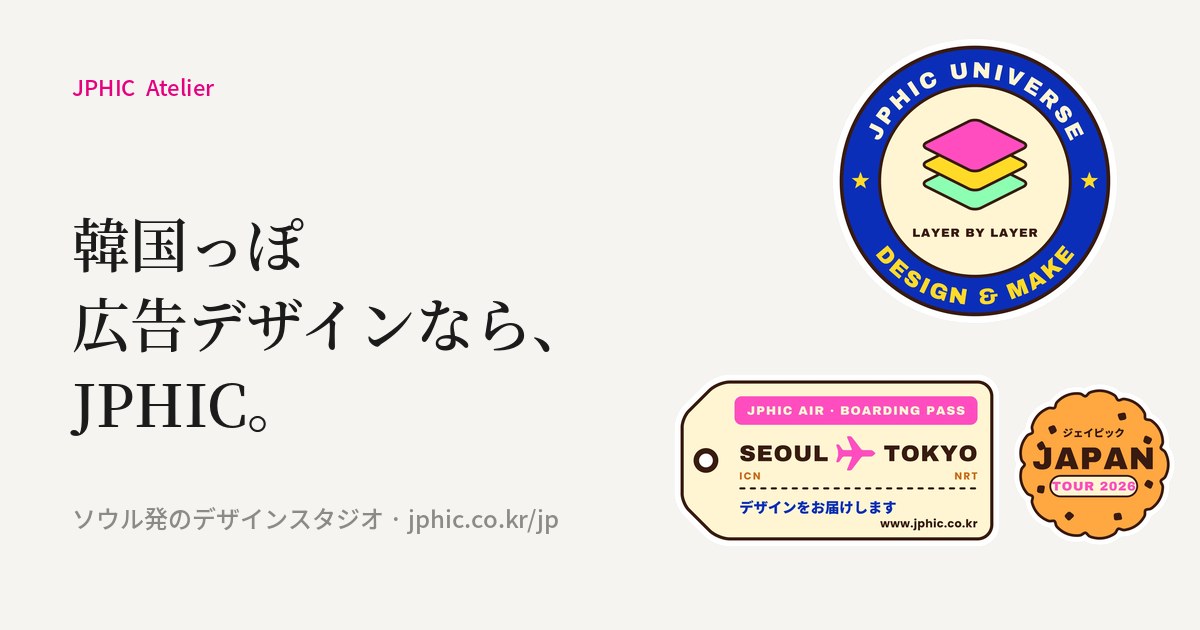 JPHIC Atelier
韓国っぽ
広告デザインなら、
JPHIC。
ソウル発のデザインスタジオ · jphic.co.kr/jp
JPHIC UNIVERSE
LAYER BY LAYER
DESIGN & MAKE
JPHIC AIR · BOARDING PASS
SEOUL TOKYO
ICN NRT
デザインをお届けします
www.jphic.co.kr
ジェイピック
JAPAN
TOUR 2026